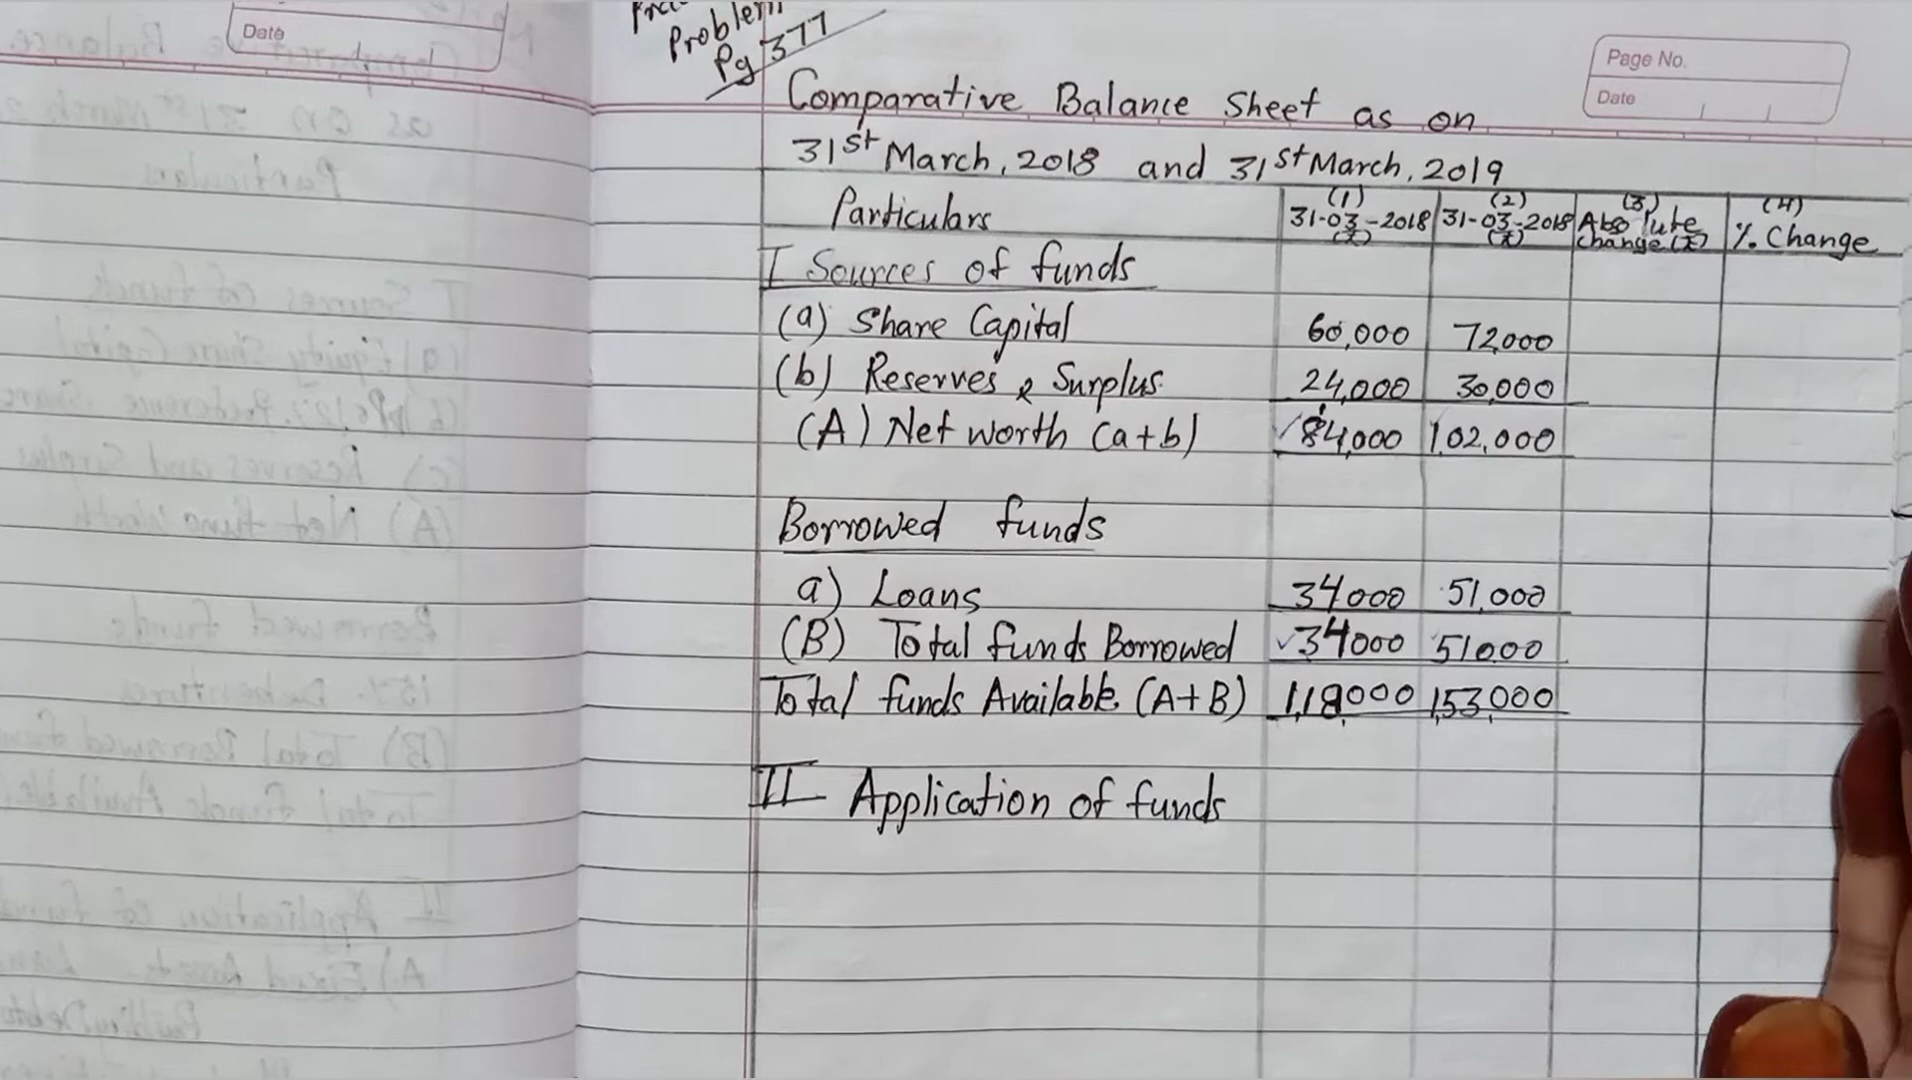 Date
Problem
Pg 377
Page No.
Date
Comparative Balance Sheet as on
31st March, 2018 and 31st March, 2019
Particulars (1) 31-03-2018 (₹) (2) 31-03-2018 (₹) (3) Absolute Change (₹) (4) % Change
I Sources of funds
(a) Share Capital 60,000 72,000
(b) Reserves & Surplus 24,000 30,000
(A) Net worth (a+b) 84,000 1,02,000
Borrowed funds
a) Loans 34000 51,000
(B) Total funds Borrowed 34000 51000
Total funds Available (A+B) 1,18,000 1,53,000
II Application of funds